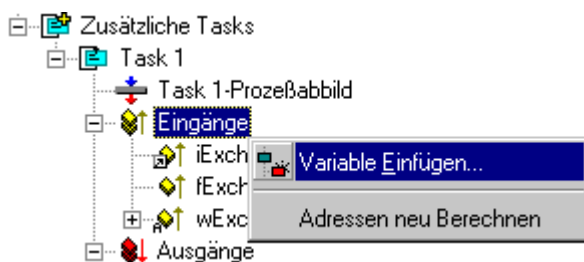 Zusätzliche Tasks
Task 1
Task 1-Prozeßabbild
Eingänge
iExch
Variable Einfügen...
fExch
wExc
Adressen neu Berechnen
Ausgänge